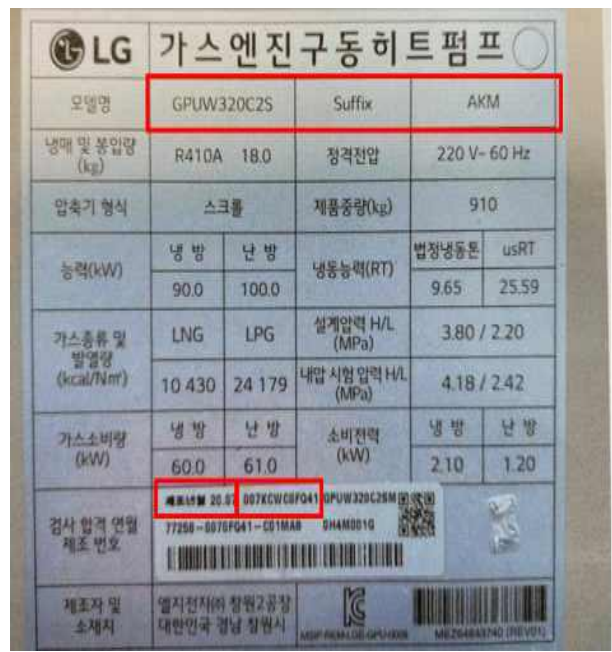 LG 가스엔진구동히트펌프
모델명 GPUW320C2S Suffix AKM
냉매 및 봉입량 (kg) R410A 18.0 정격전압 220 V~ 60 Hz
압축기 형식 스크롤 제품중량(kg) 910
능력(kW) 냉 방 난 방 냉동능력(RT) 법정냉동톤 usRT
90.0 100.0 9.65 25.59
가스종류 및 발열량 (kcal/N㎥) LNG LPG 설계압력 H/L (MPa) 3.80 / 2.20
10 430 24 179 내압 시험 압력 H/L (MPa) 4.18 / 2.42
가스소비량 (kW) 냉 방 난 방 소비전력 (kW) 냉 방 난 방
60.0 61.0 2.10 1.20
검사 합격 연월
제조 번호
제조년월 20.07 007KCWC0FQ41 GPUW320C2SM
77250-0070FQ41-C01MAB 0H4M001G
제조자 및 소재지
엘지전자㈜ 창원2공장
대한민국 경남 창원시
MEZ64843740 (REV01)